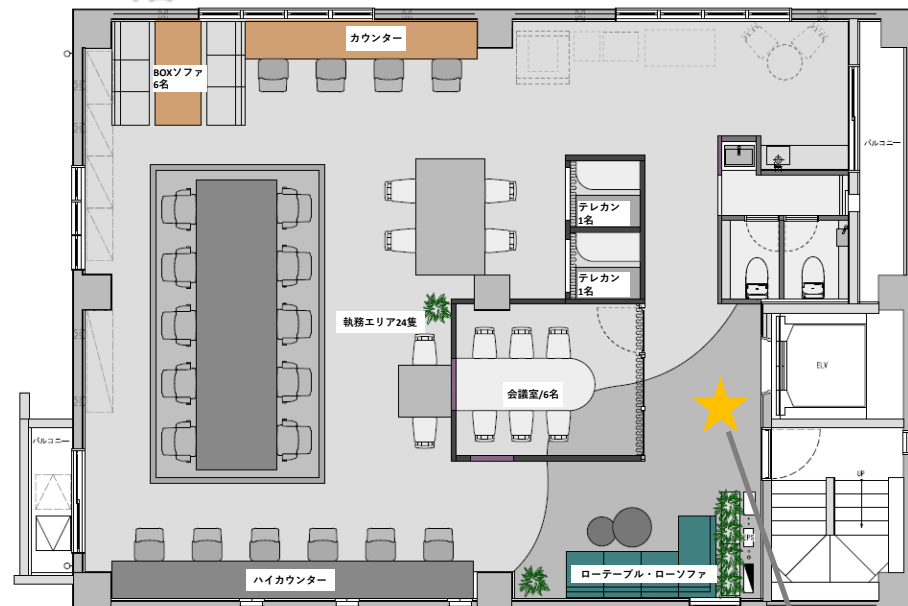 カウンター
BOXソファ
6名
バルコニー
テレカン
1名
テレカン
1名
執務エリア24隻
会議室/6名
ELV
バルコニー
UP
EPS
ハイカウンター
ローテーブル・ローソファ